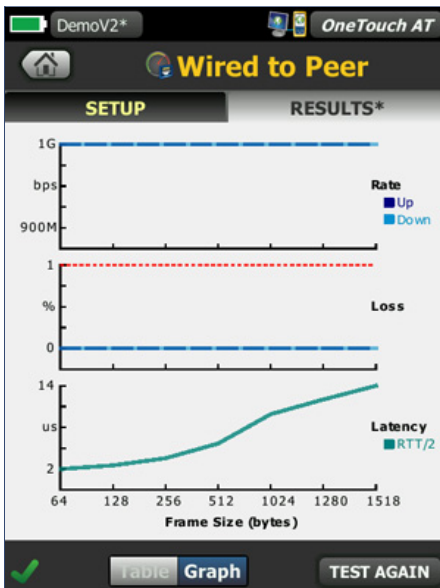 DemoV2*
OneTouch AT
Wired to Peer
SETUP
RESULTS*
1G
bps
900M
Rate
Up
Down
1
%
0
Loss
14
us
2
Latency
RTT/2
64 128 256 512 1024 1280 1518
Frame Size (bytes)
Table Graph
TEST AGAIN